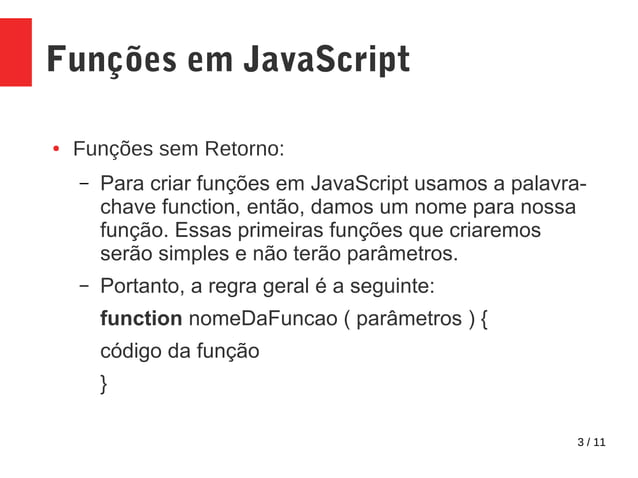 Funções em JavaScript
● Funções sem Retorno:
– Para criar funções em JavaScript usamos a palavra-
chave function, então, damos um nome para nossa
função. Essas primeiras funções que criaremos
serão simples e não terão parâmetros.
– Portanto, a regra geral é a seguinte:
function nomeDaFuncao ( parâmetros ) {
código da função
}
3 / 11